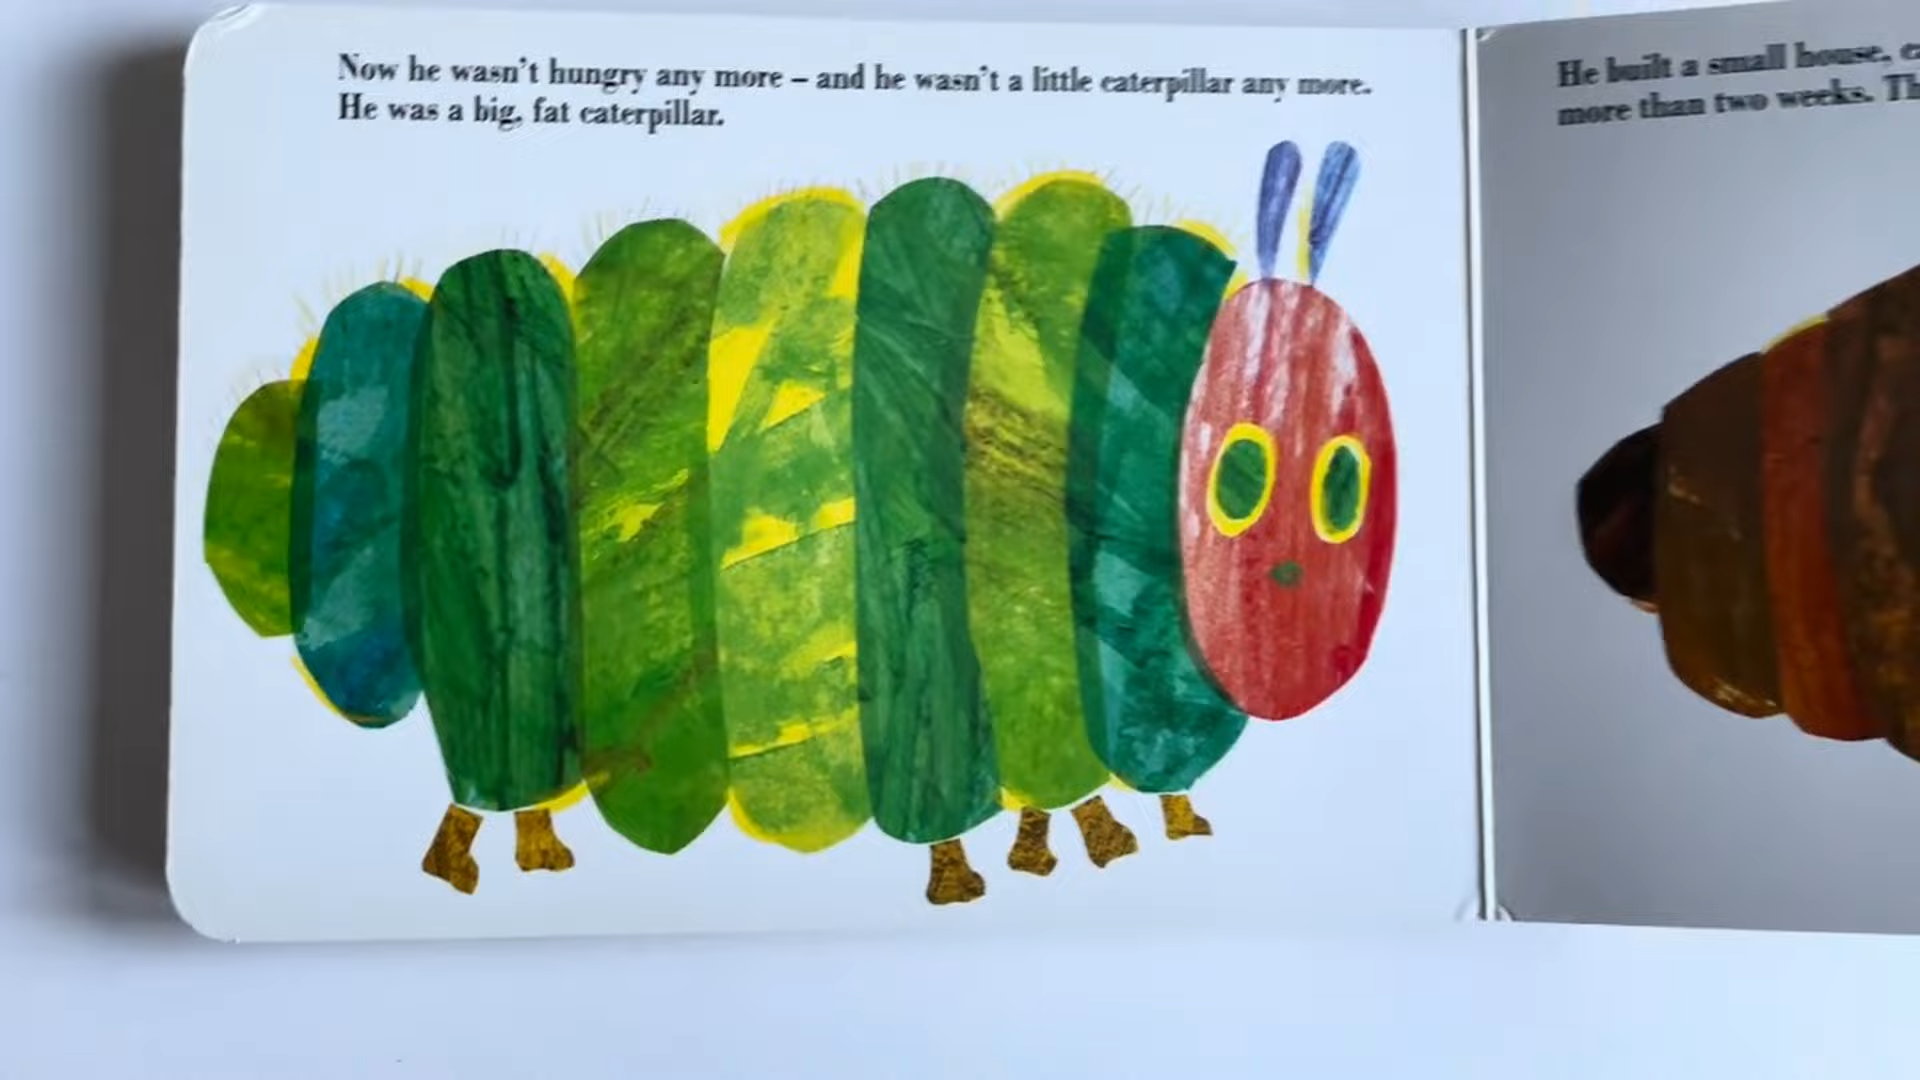 Now he wasn't hungry any more – and he wasn't a little caterpillar any more.
He was a big, fat caterpillar.
He built a small house,
more than two weeks.